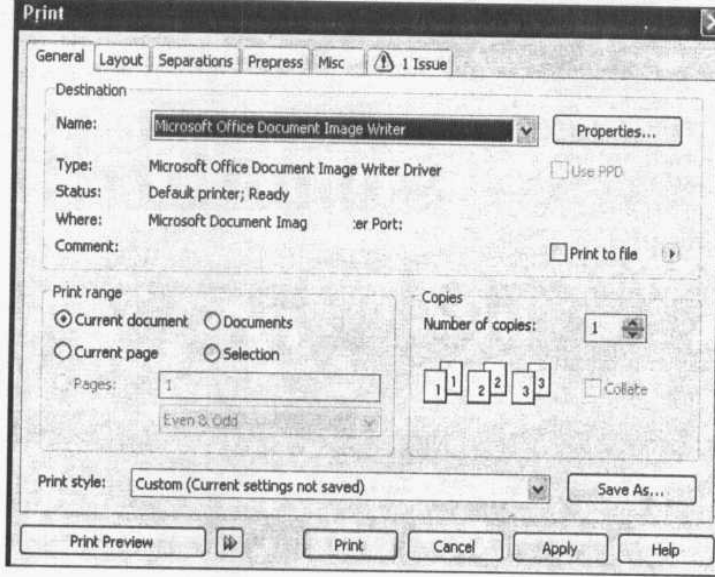 Print
General Layout Separations Prepress Misc 1 Issue
Destination
Name: Microsoft Office Document Image Writer Properties...
Type: Microsoft Office Document Image Writer Driver Use PPD
Status: Default printer; Ready
Where: Microsoft Document Imag :er Port:
Comment: Print to file
Print range
Current document Documents
Current page Selection
Pages: 1
Even & Odd
Copies
Number of copies: 1
1 1 2 2 3 3 Collate
Print style: Custom (Current settings not saved) Save As...
Print Preview Print Cancel Apply Help